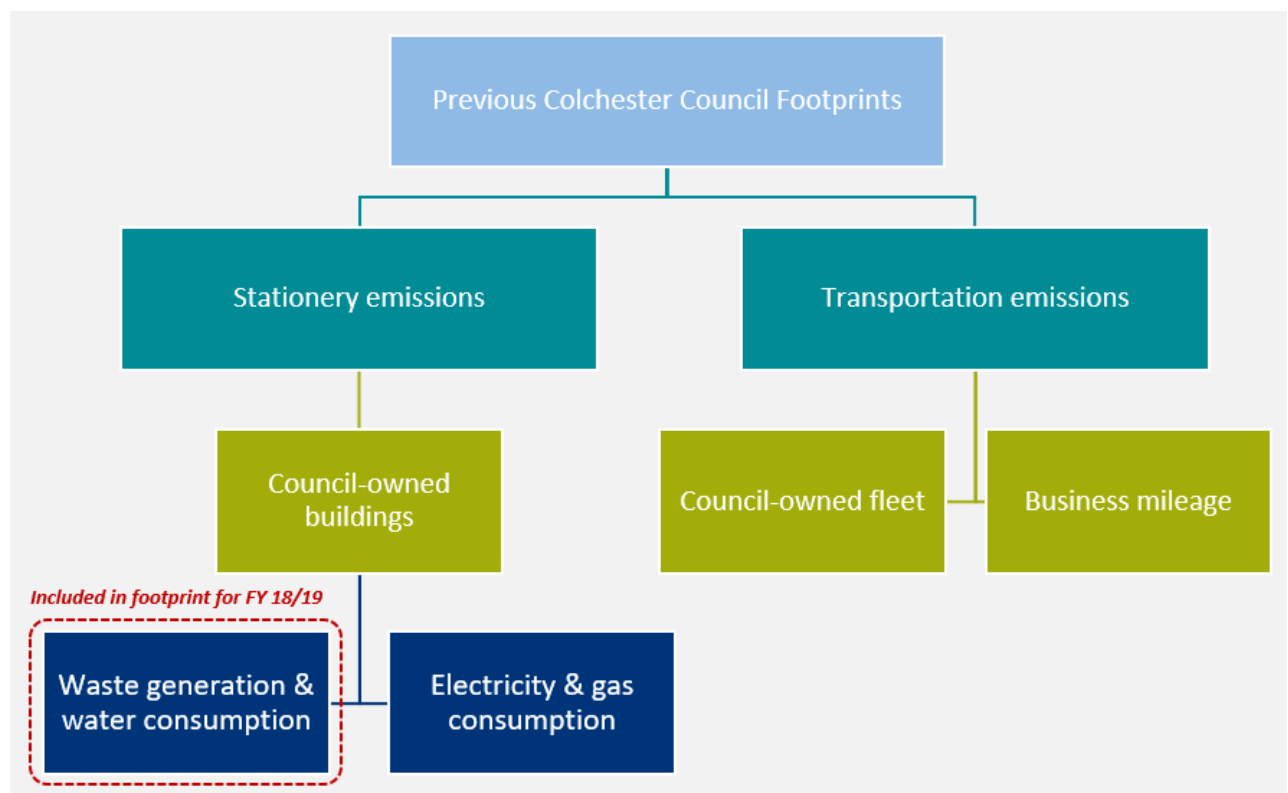 Previous Colchester Council Footprints
Stationery emissions
Transportation emissions
Council-owned
buildings
Council-owned fleet
Business mileage
Included in footprint for FY 18/19
Waste generation &
water consumption
Electricity & gas
consumption